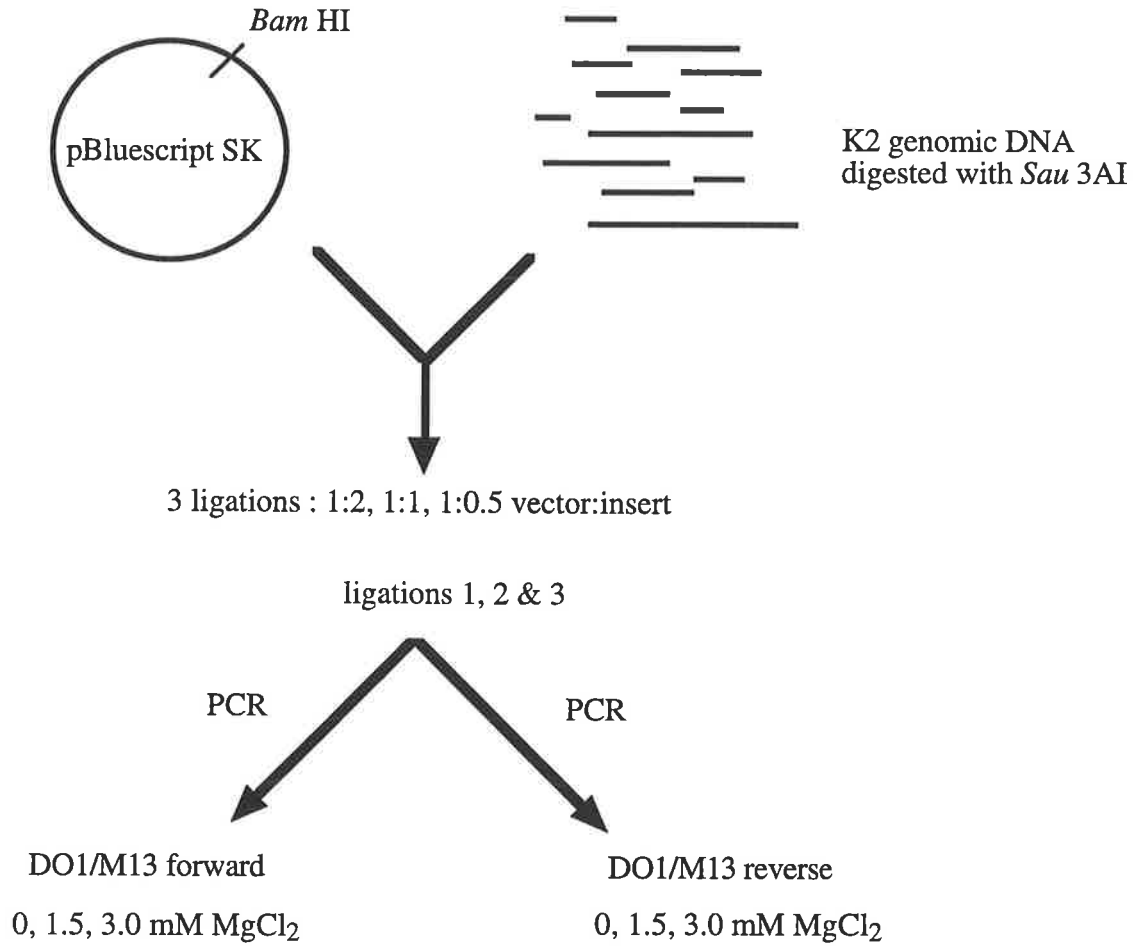 Bam HI
pBluescript SK
K2 genomic DNA
digested with Sau 3AI
3 ligations : 1:2, 1:1, 1:0.5 vector:insert
ligations 1, 2 & 3
PCR
PCR
DO1/M13 forward
DO1/M13 reverse
0, 1.5, 3.0 mM MgCl₂
0, 1.5, 3.0 mM MgCl₂